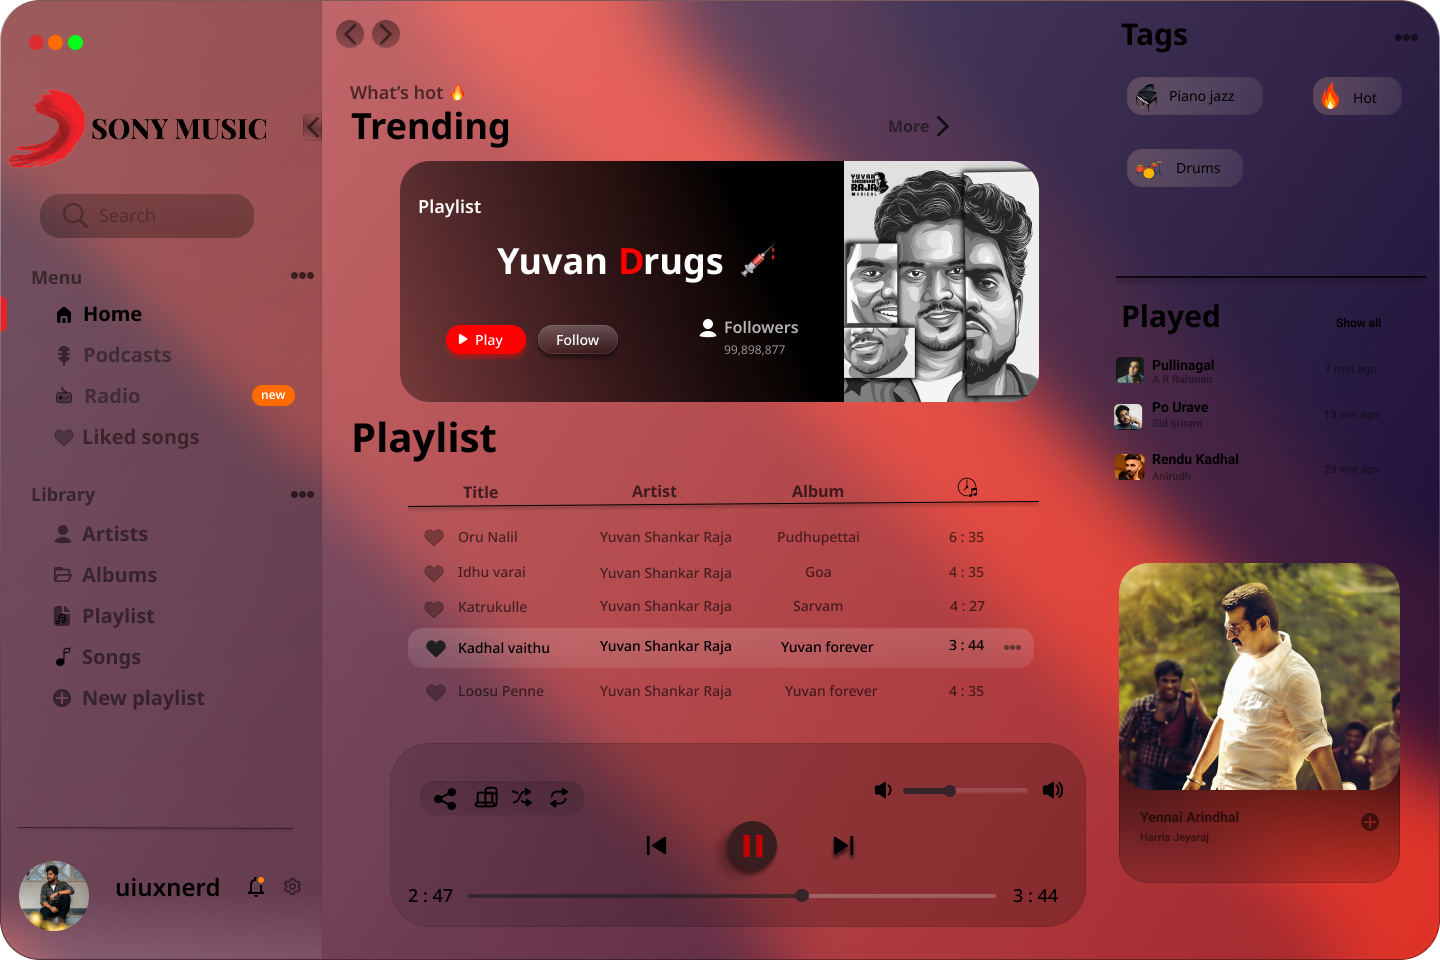 SONY MUSIC
Search
Menu
Home
Podcasts
Radio
new
Liked songs
Library
Artists
Albums
Playlist
Songs
New playlist
uiuxnerd
What's hot 🔥
Trending
More
Playlist
Yuvan Drugs
Play
Follow
Followers
99,898,877
YUVAN
RAJA
MUSICAL
Playlist
Title Artist Album
Oru Nalil Yuvan Shankar Raja Pudhupettai 6 : 35
Idhu varai Yuvan Shankar Raja Goa 4 : 35
Katrukulle Yuvan Shankar Raja Sarvam 4 : 27
Kadhal vaithu Yuvan Shankar Raja Yuvan forever 3 : 44
Loosu Penne Yuvan Shankar Raja Yuvan forever 4 : 35
2 : 47
3 : 44
Tags
Piano jazz
Hot
Drums
Played
Show all
Pullinagal
A R Rahman
7 min ago
Po Urave
Sid sriram
13 min ago
Rendu Kadhal
Anirudh
29 min ago
Yennai Arindhal
Harris Jeyaraj